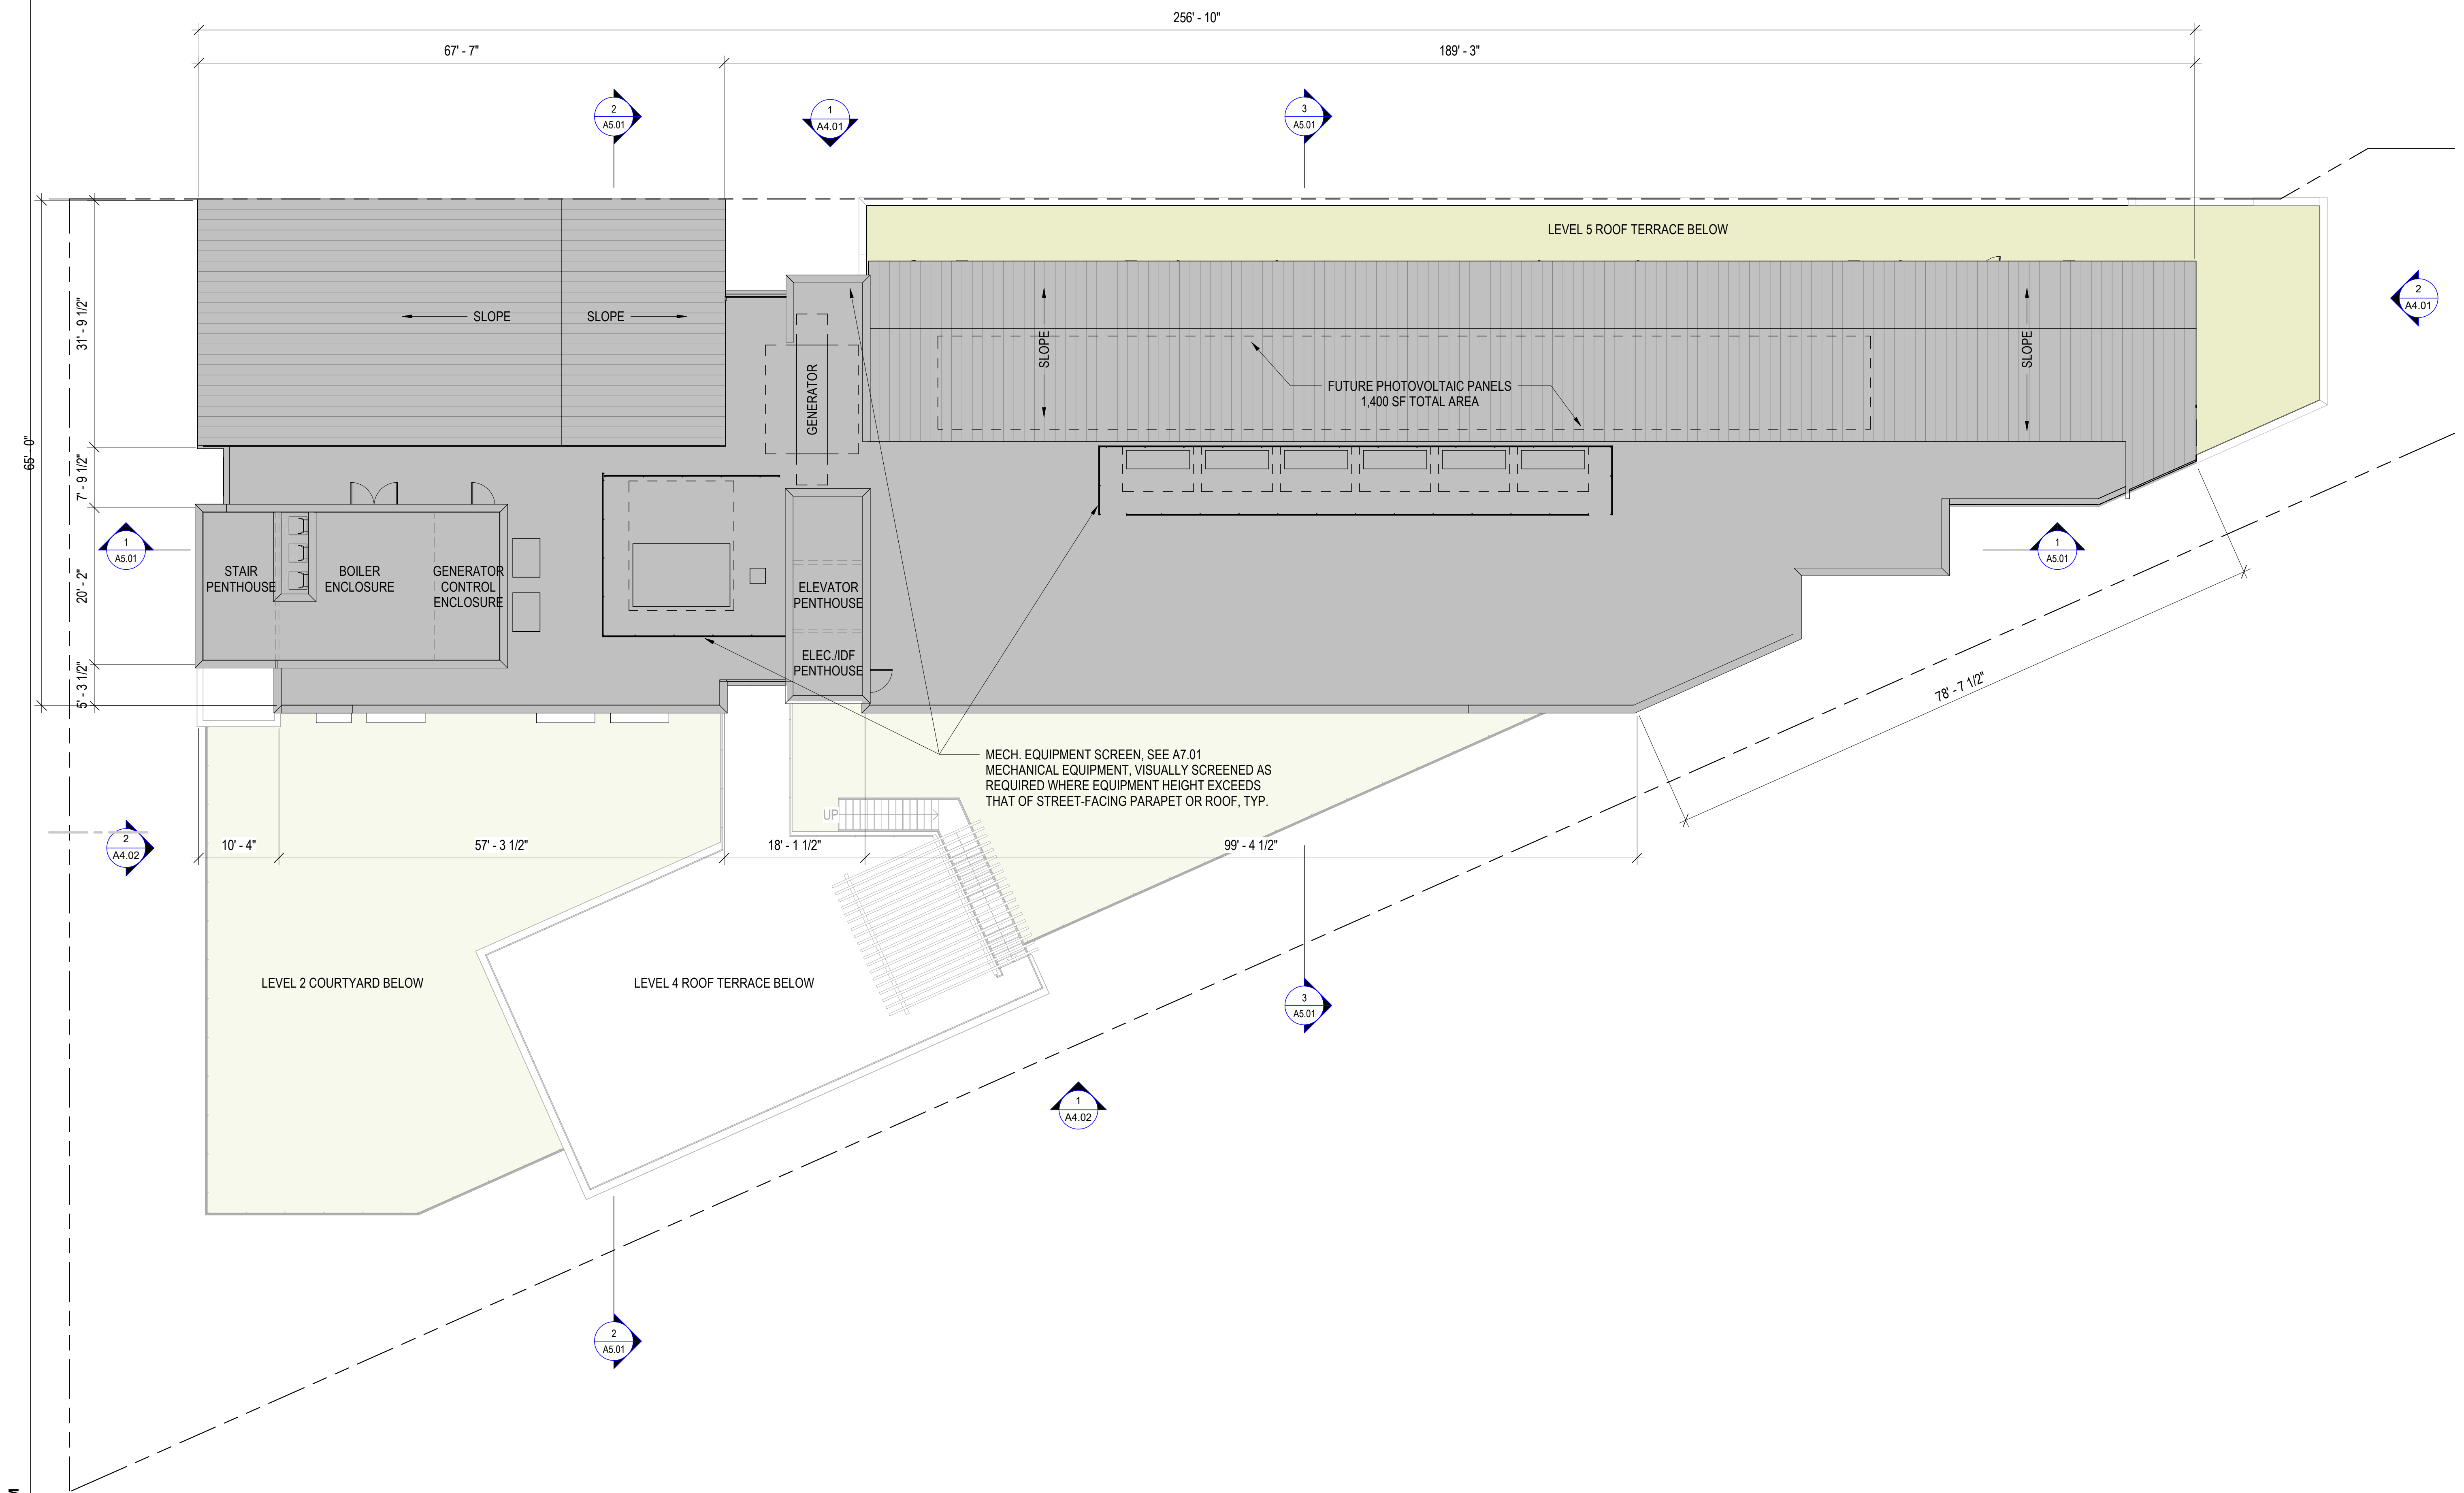 256' - 10"
67' - 7"
189' - 3"
2
A5.01
1
A4.01
3
A5.01
LEVEL 5 ROOF TERRACE BELOW
2
A4.01
31' - 9 1/2"
SLOPE
SLOPE
SLOPE
SLOPE
GENERATOR
FUTURE PHOTOVOLTAIC PANELS
1,400 SF TOTAL AREA
65' - 0"
7' - 9 1/2"
1
A5.01
20' - 2"
STAIR
PENTHOUSE
BOILER
ENCLOSURE
GENERATOR
CONTROL
ENCLOSURE
ELEVATOR
PENTHOUSE
1
A5.01
ELEC./IDF
PENTHOUSE
5' - 3 1/2"
78' - 7 1/2"
MECH. EQUIPMENT SCREEN, SEE A7.01
MECHANICAL EQUIPMENT, VISUALLY SCREENED AS
REQUIRED WHERE EQUIPMENT HEIGHT EXCEEDS
THAT OF STREET-FACING PARAPET OR ROOF, TYP.
UP
2
A4.02
10' - 4"
57' - 3 1/2"
18' - 1 1/2"
99' - 4 1/2"
LEVEL 2 COURTYARD BELOW
LEVEL 4 ROOF TERRACE BELOW
3
A5.01
1
A4.02
2
A5.01
M